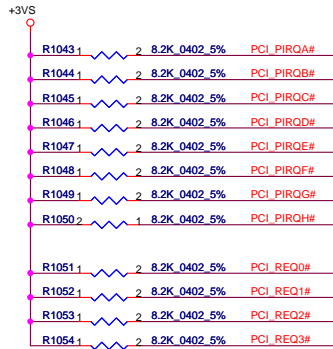 +3VS
R1043 1 2 8.2K_0402_5% PCI_PIRQA#
R1044 1 2 8.2K_0402_5% PCI_PIRQB#
R1045 1 2 8.2K_0402_5% PCI_PIRQC#
R1046 1 2 8.2K_0402_5% PCI_PIRQD#
R1047 1 2 8.2K_0402_5% PCI_PIRQE#
R1048 1 2 8.2K_0402_5% PCI_PIRQF#
R1049 1 2 8.2K_0402_5% PCI_PIRQG#
R1050 2 1 8.2K_0402_5% PCI_PIRQH#
R1051 1 2 8.2K_0402_5% PCI_REQ0#
R1052 1 2 8.2K_0402_5% PCI_REQ1#
R1053 1 2 8.2K_0402_5% PCI_REQ2#
R1054 1 2 8.2K_0402_5% PCI_REQ3#